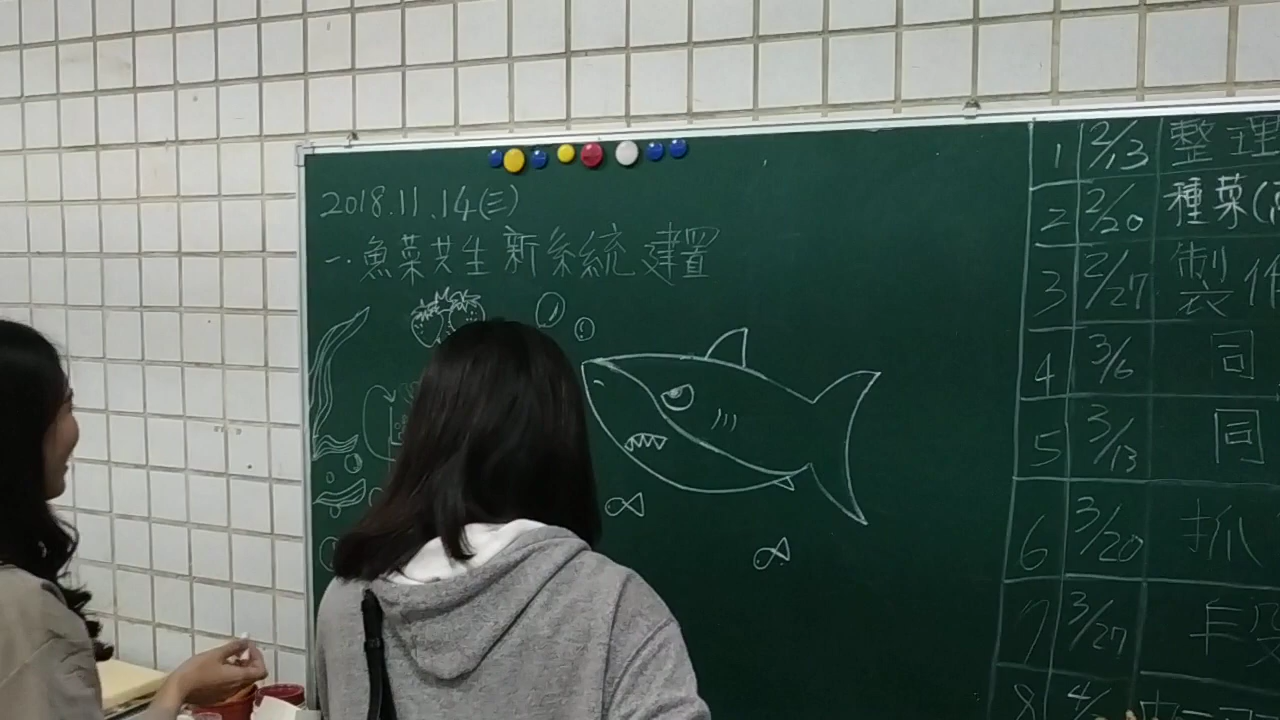 2018.11.14(三)
一.魚菜共生新系統建置
1 2/13 整理
2 2/20 種菜(
3 2/27 製作
4 3/6 同
5 3/13 同
6 3/20 抓
7 3/27
8 4/